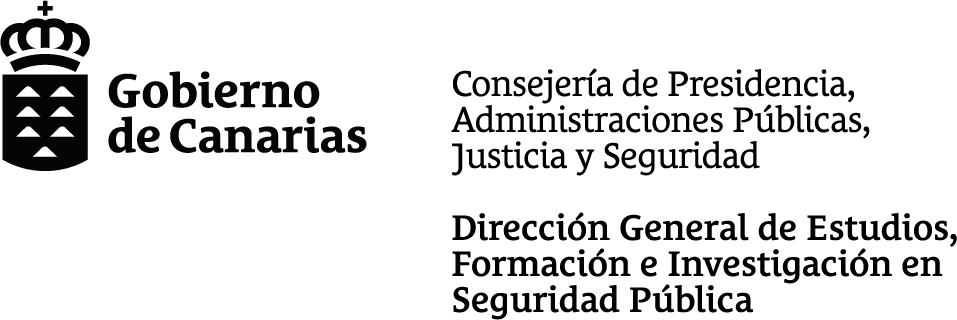 Gobierno
de Canarias
Consejería de Presidencia,
Administraciones Públicas,
Justicia y Seguridad
Dirección General de Estudios,
Formación e Investigación en
Seguridad Pública